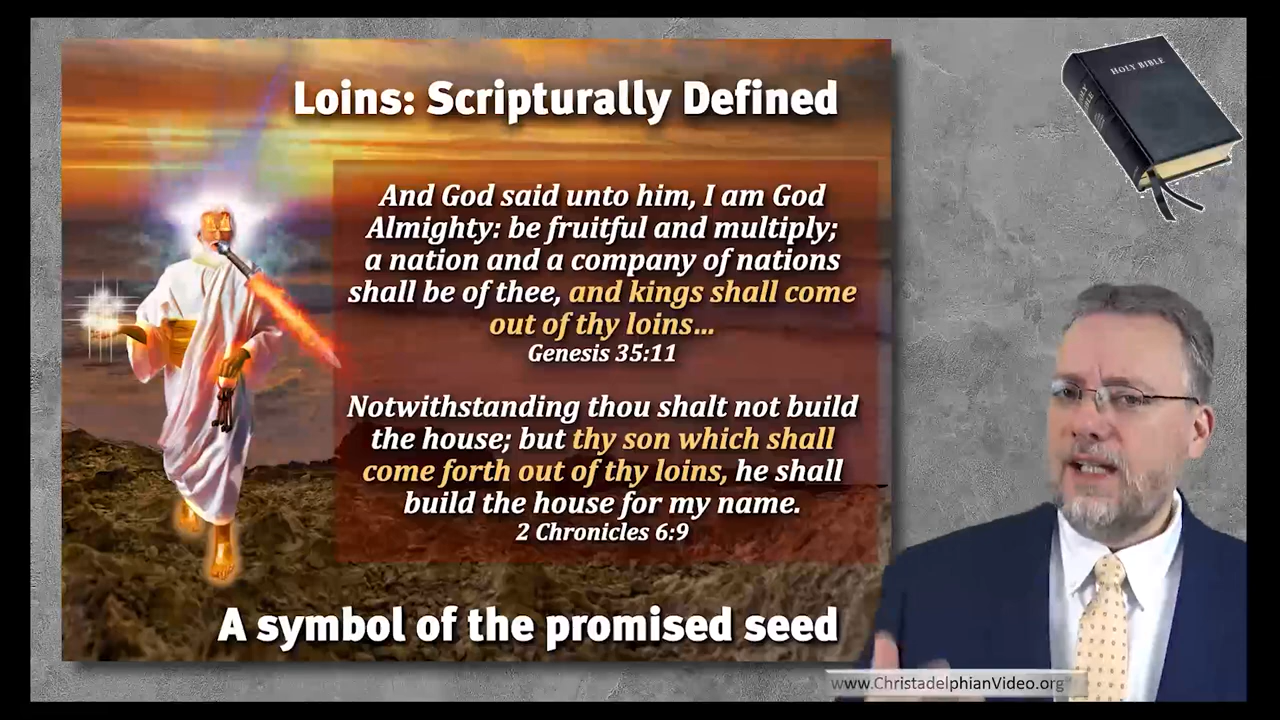 Loins: Scripturally Defined
And God said unto him, I am God
Almighty: be fruitful and multiply;
a nation and a company of nations
shall be of thee, and kings shall come
out of thy loins...
Genesis 35:11
Notwithstanding thou shalt not build
the house; but thy son which shall
come forth out of thy loins, he shall
build the house for my name.
2 Chronicles 6:9
A symbol of the promised seed
HOLY BIBLE
HOLY BIBLE
www.ChristadelphianVideo.org